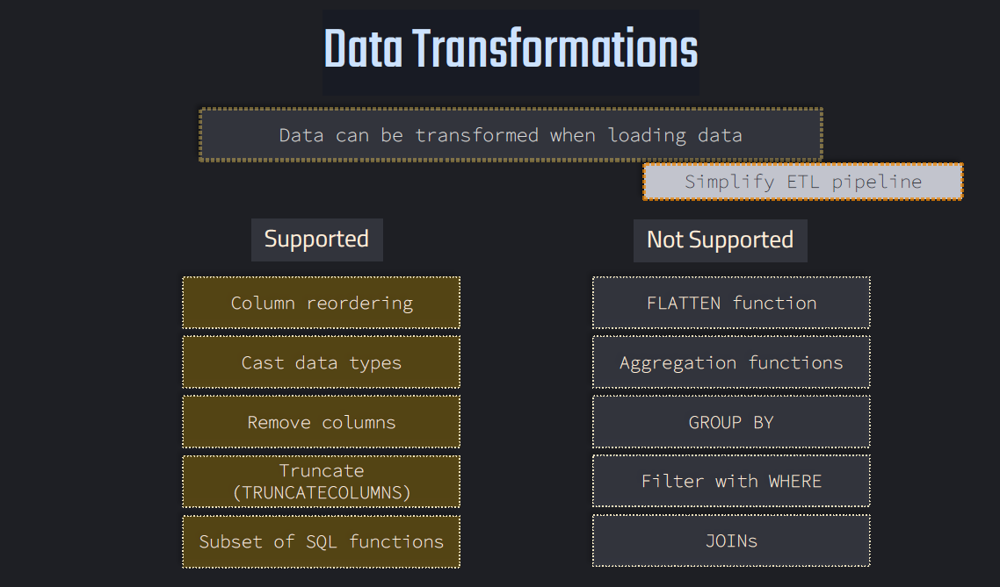 Data Transformations
Data can be transformed when loading data
Simplify ETL pipeline
Supported
Not Supported
Column reordering
FLATTEN function
Cast data types
Aggregation functions
Remove columns
GROUP BY
Truncate
(TRUNCATECOLUMNS)
Filter with WHERE
Subset of SQL functions
JOINs